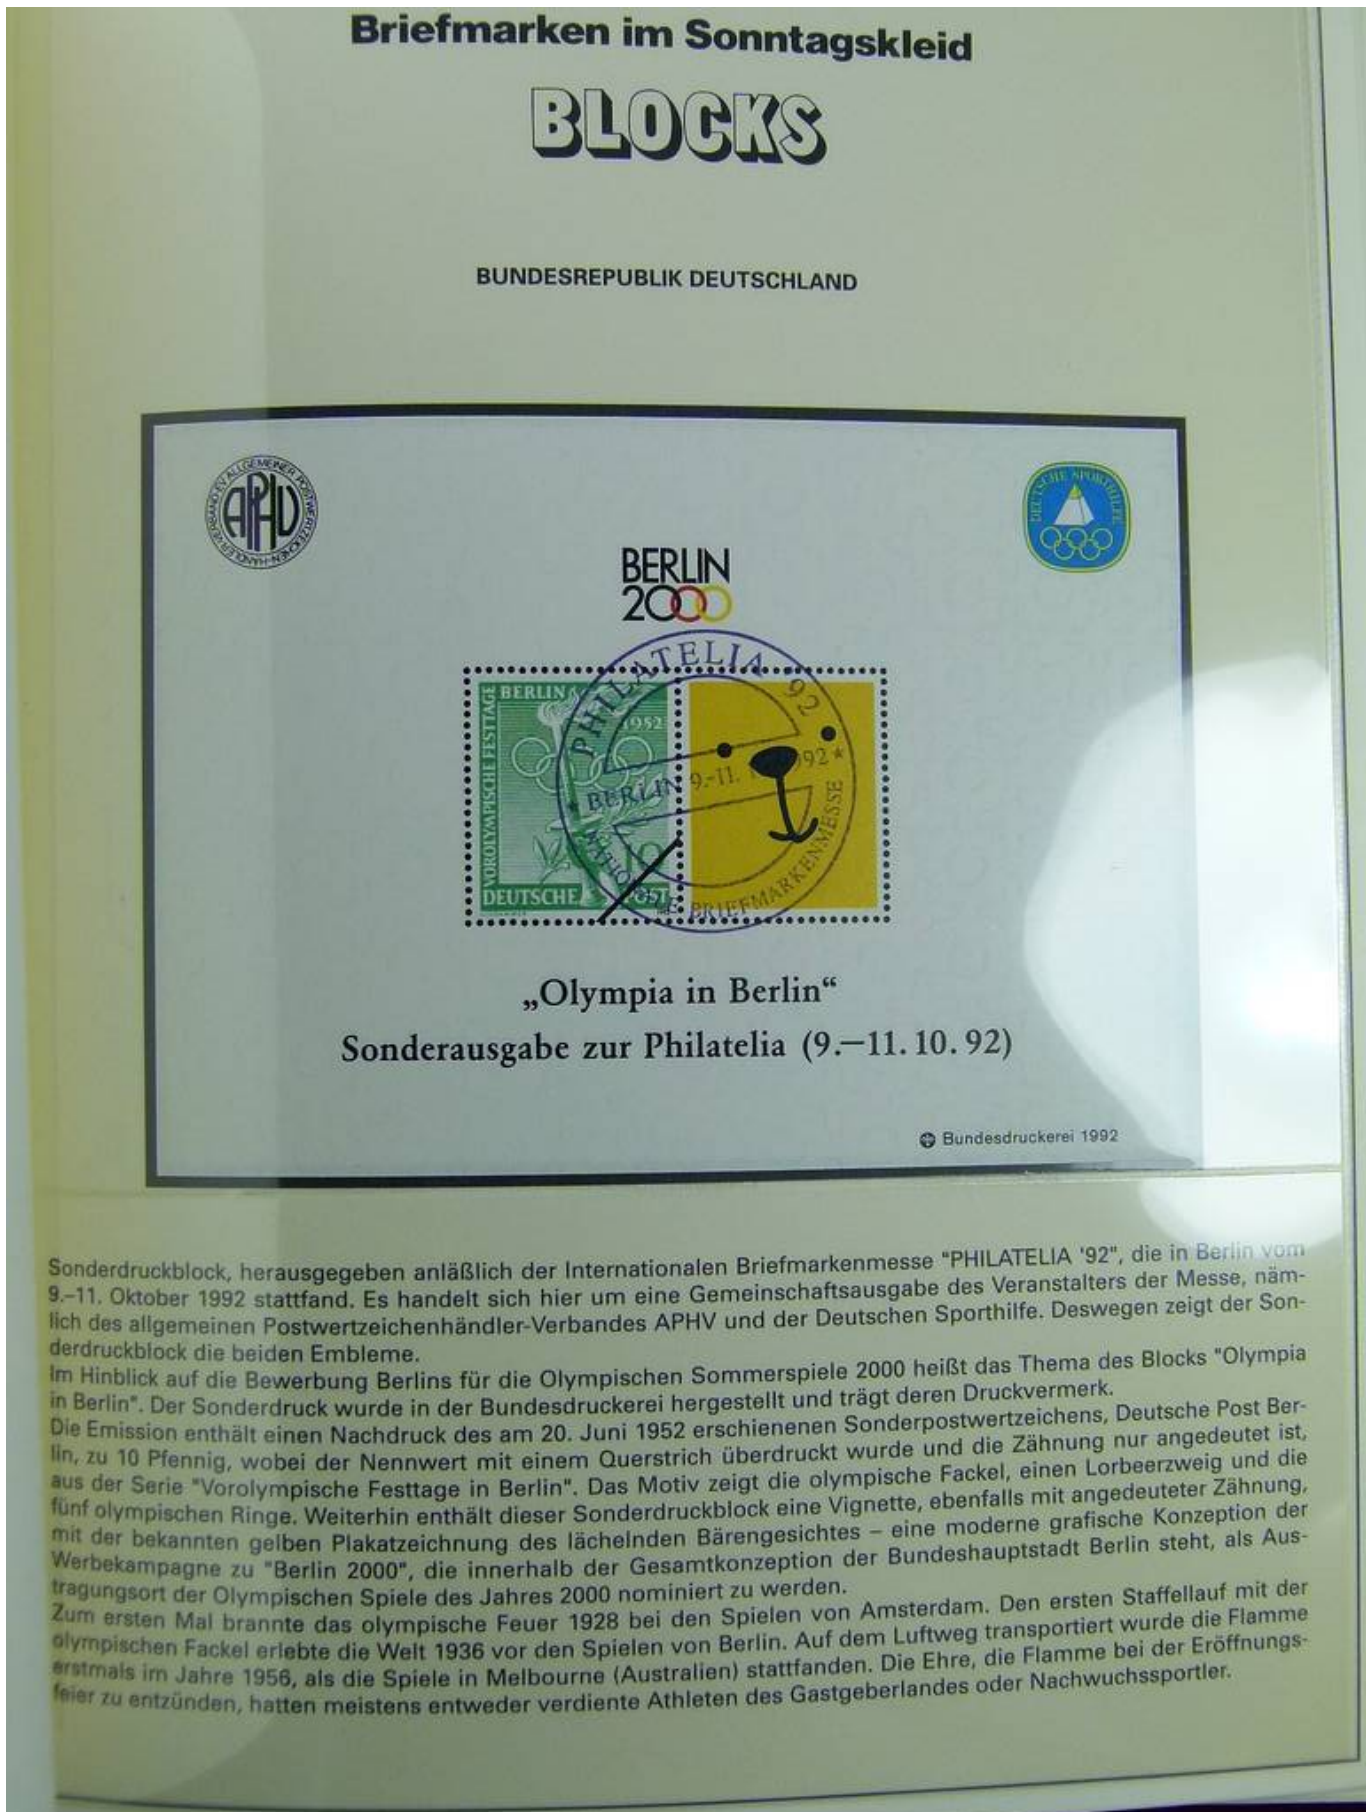 Briefmarken im Sonntagskleid
BLOCKS
BUNDESREPUBLIK DEUTSCHLAND
ALLGEMEINER POSTWERTZEICHEN-HÄNDLER-VERBAND EV
APHV
DEUTSCHE SPORTHILFE
BERLIN
2000
PHILATELIA '92
BERLIN 9.-11. 1992
NATIONALE BRIEFMARKENMESSE
VOROLYMPISCHE FESTTAGE
BERLIN
1952
10
DEUTSCHE POST
„Olympia in Berlin“
Sonderausgabe zur Philatelia (9.–11. 10. 92)
Bundesdruckerei 1992
Sonderdruckblock, herausgegeben anläßlich der Internationalen Briefmarkenmesse "PHILATELIA '92", die in Berlin vom
9.–11. Oktober 1992 stattfand. Es handelt sich hier um eine Gemeinschaftsausgabe des Veranstalters der Messe, näm-
lich des allgemeinen Postwertzeichenhändler-Verbandes APHV und der Deutschen Sporthilfe. Deswegen zeigt der Son-
derdruckblock die beiden Embleme.
Im Hinblick auf die Bewerbung Berlins für die Olympischen Sommerspiele 2000 heißt das Thema des Blocks "Olympia
in Berlin". Der Sonderdruck wurde in der Bundesdruckerei hergestellt und trägt deren Druckvermerk.
Die Emission enthält einen Nachdruck des am 20. Juni 1952 erschienenen Sonderpostwertzeichens, Deutsche Post Ber-
lin, zu 10 Pfennig, wobei der Nennwert mit einem Querstrich überdruckt wurde und die Zähnung nur angedeutet ist,
aus der Serie "Vorolympische Festtage in Berlin". Das Motiv zeigt die olympische Fackel, einen Lorbeerzweig und die
fünf olympischen Ringe. Weiterhin enthält dieser Sonderdruckblock eine Vignette, ebenfalls mit angedeuteter Zähnung,
mit der bekannten gelben Plakatzeichnung des lächelnden Bärengesichtes – eine moderne grafische Konzeption der
Werbekampagne zu "Berlin 2000", die innerhalb der Gesamtkonzeption der Bundeshauptstadt Berlin steht, als Aus-
tragungsort der Olympischen Spiele des Jahres 2000 nominiert zu werden.
Zum ersten Mal brannte das olympische Feuer 1928 bei den Spielen von Amsterdam. Den ersten Staffellauf mit der
olympischen Fackel erlebte die Welt 1936 vor den Spielen von Berlin. Auf dem Luftweg transportiert wurde die Flamme
erstmals im Jahre 1956, als die Spiele in Melbourne (Australien) stattfanden. Die Ehre, die Flamme bei der Eröffnungs-
feier zu entzünden, hatten meistens entweder verdiente Athleten des Gastgeberlandes oder Nachwuchssportler.